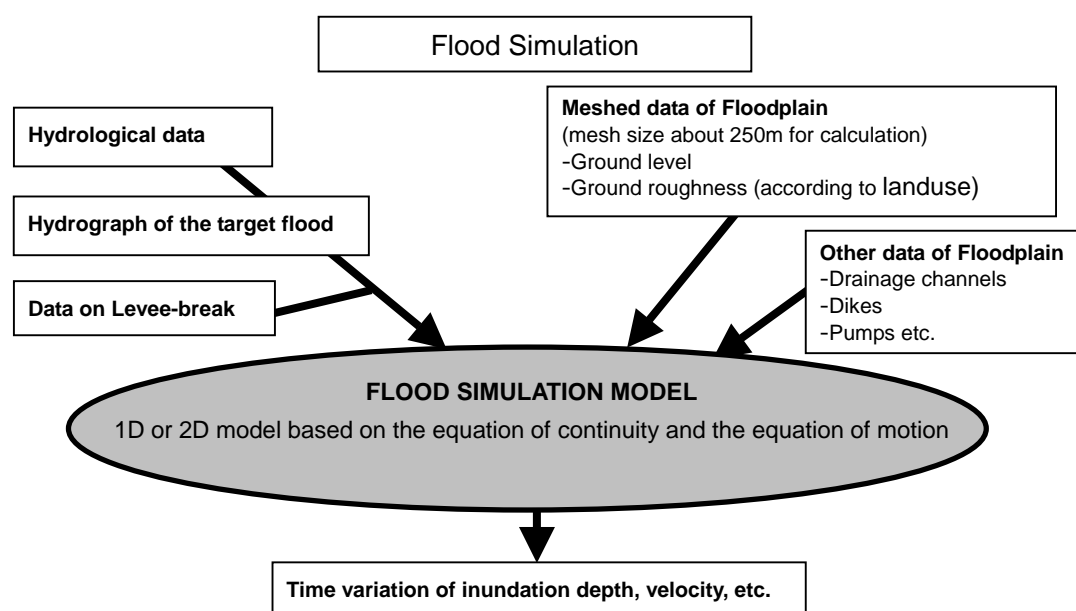 Flood Simulation
Hydrological data
Hydrograph of the target flood
Data on Levee-break
Meshed data of Floodplain
(mesh size about 250m for calculation)
-Ground level
-Ground roughness (according to landuse)
Other data of Floodplain
-Drainage channels
-Dikes
-Pumps etc.
FLOOD SIMULATION MODEL
1D or 2D model based on the equation of continuity and the equation of motion
Time variation of inundation depth, velocity, etc.